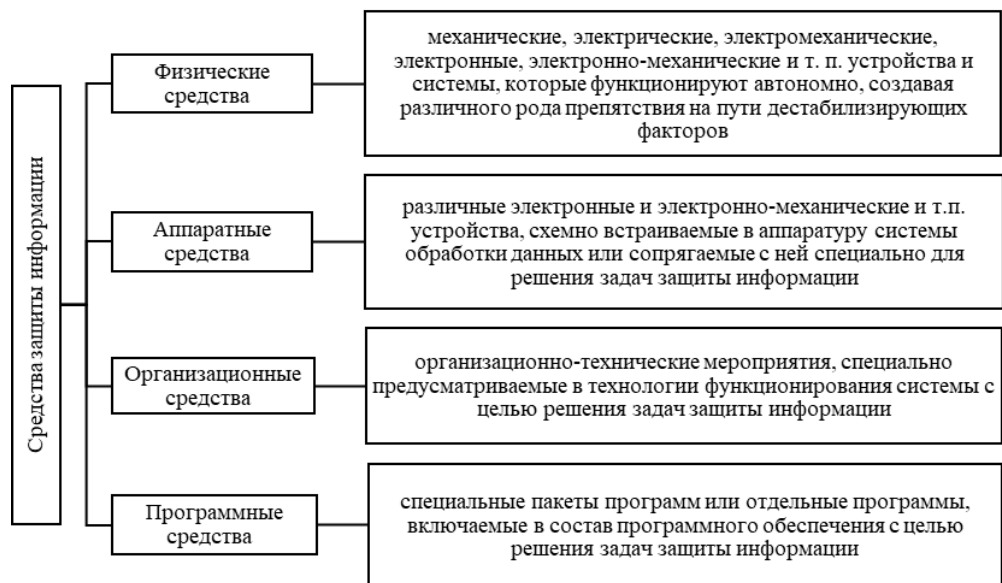 Средства защиты информации
Физические
средства
механические, электрические, электромеханические,
электронные, электронно-механические и т. п. устройства и
системы, которые функционируют автономно, создавая
различного рода препятствия на пути дестабилизирующих
факторов
Аппаратные
средства
различные электронные и электронно-механические и т.п.
устройства, схемно встраиваемые в аппаратуру системы
обработки данных или сопрягаемые с ней специально для
решения задач защиты информации
Организационные
средства
организационно-технические мероприятия, специально
предусматриваемые в технологии функционирования системы с
целью решения задач защиты информации
Программные
средства
специальные пакеты программ или отдельные программы,
включаемые в состав программного обеспечения с целью
решения задач защиты информации